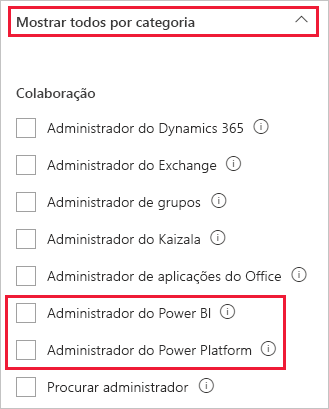 Mostrar todos por categoria
Colaboração
Administrador do Dynamics 365
Administrador do Exchange
Administrador de grupos
Administrador do Kaizala
Administrador de aplicações do Office
Administrador do Power BI
Administrador do Power Platform
Procurar administrador